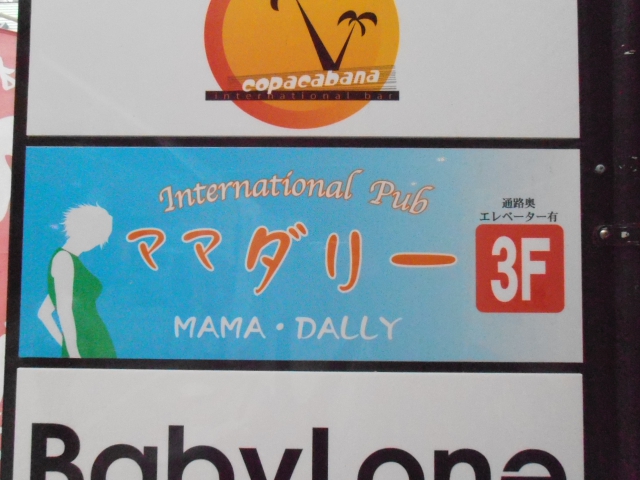 copacabana
international bar
International Pub
通路奥
エレベーター有
ママダリー
3F
MAMA・DALLY
BabyLone